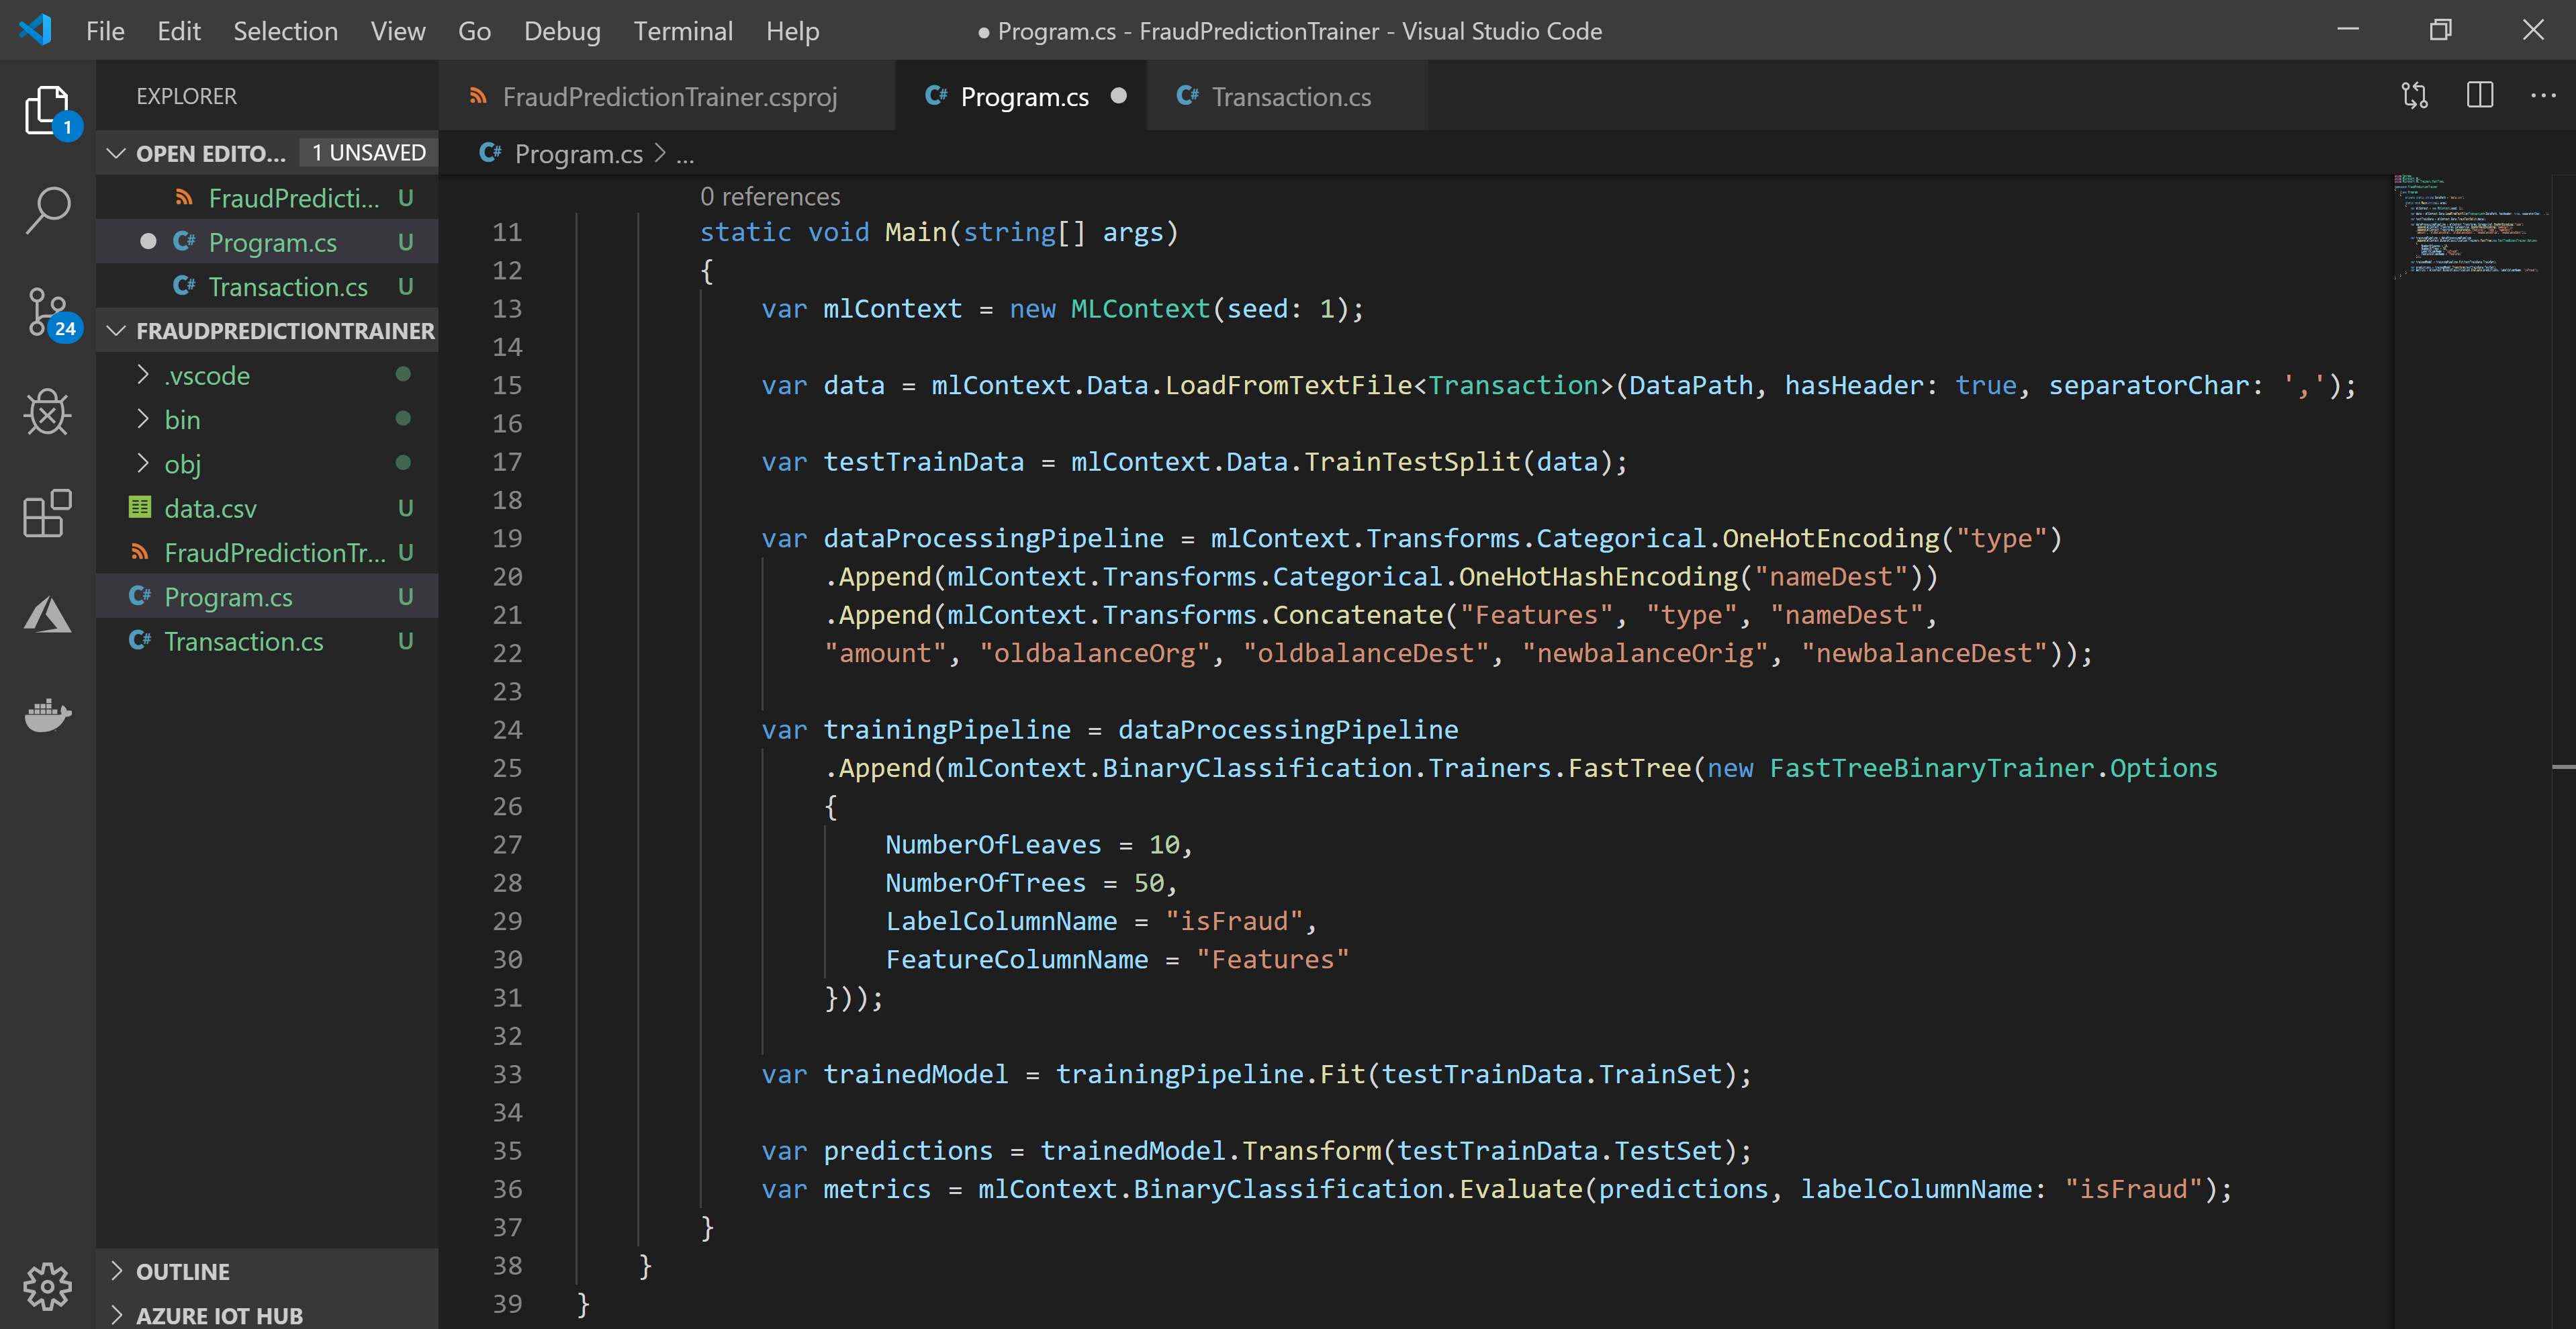 File Edit Selection View Go Debug Terminal Help
● Program.cs - FraudPredictionTrainer - Visual Studio Code
EXPLORER
1
OPEN EDITO... 1 UNSAVED
FraudPredicti... U
Program.cs U
Transaction.cs U
24
FRAUDPREDICTIONTRAINER
.vscode
bin
obj
data.csv U
FraudPredictionTr... U
Program.cs U
Transaction.cs U
OUTLINE
AZURE IOT HUB
FraudPredictionTrainer.csproj
C# Program.cs ●
C# Transaction.cs
C# Program.cs > ...
0 references
11 static void Main(string[] args)
12 {
13 var mlContext = new MLContext(seed: 1);
14
15 var data = mlContext.Data.LoadFromTextFile<Transaction>(DataPath, hasHeader: true, separatorChar: ',');
16
17 var testTrainData = mlContext.Data.TrainTestSplit(data);
18
19 var dataProcessingPipeline = mlContext.Transforms.Categorical.OneHotEncoding("type")
20 .Append(mlContext.Transforms.Categorical.OneHotHashEncoding("nameDest"))
21 .Append(mlContext.Transforms.Concatenate("Features", "type", "nameDest",
22 "amount", "oldbalanceOrg", "oldbalanceDest", "newbalanceOrig", "newbalanceDest"));
23
24 var trainingPipeline = dataProcessingPipeline
25 .Append(mlContext.BinaryClassification.Trainers.FastTree(new FastTreeBinaryTrainer.Options
26 {
27 NumberOfLeaves = 10,
28 NumberOfTrees = 50,
29 LabelColumnName = "isFraud",
30 FeatureColumnName = "Features"
31 }));
32
33 var trainedModel = trainingPipeline.Fit(testTrainData.TrainSet);
34
35 var predictions = trainedModel.Transform(testTrainData.TestSet);
36 var metrics = mlContext.BinaryClassification.Evaluate(predictions, labelColumnName: "isFraud");
37 }
38 }
39 }